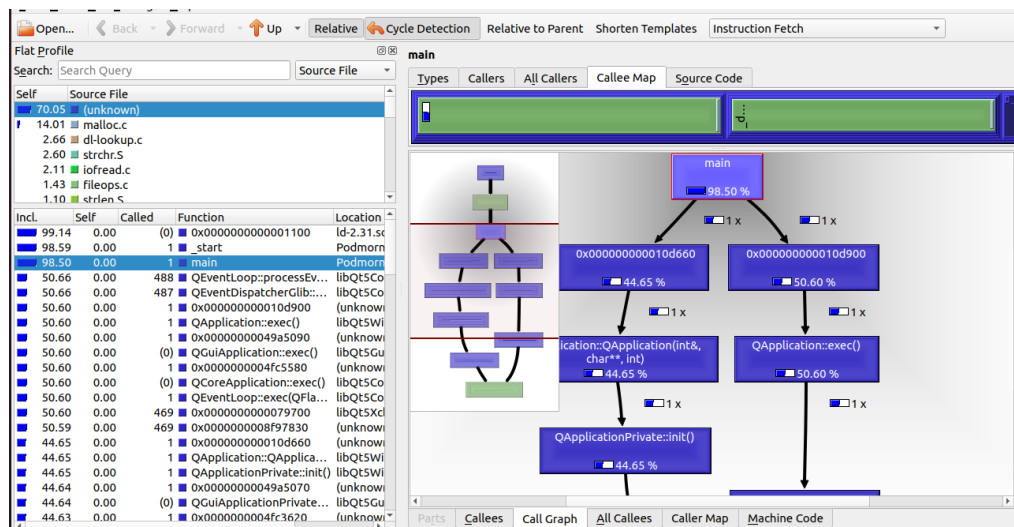 Open... Back Forward Up Relative Cycle Detection Relative to Parent Shorten Templates Instruction Fetch
Flat Profile
Search: Search Query Source File
Self Source File
70.05 (unknown)
14.01 malloc.c
2.66 dl-lookup.c
2.60 strchr.S
2.11 iofread.c
1.43 fileops.c
1.10 strlen.S
Incl. Self Called Function Location
99.14 0.00 (0) 0x0000000000001100 ld-2.31.so
98.59 0.00 1 _start Podmorn
98.50 0.00 1 main Podmorn
50.66 0.00 488 QEventLoop::processEv... libQt5Co
50.66 0.00 487 QEventDispatcherGlib::... libQt5Co
50.60 0.00 1 0x000000000010d900 (unknow
50.60 0.00 1 QApplication::exec() libQt5Wi
50.60 0.00 1 0x00000000049a5090 (unknow
50.60 0.00 (0) QGuiApplication::exec() libQt5Gu
50.60 0.00 1 0x0000000004fc5580 (unknow
50.60 0.00 (0) QCoreApplication::exec() libQt5Co
50.60 0.00 1 QEventLoop::exec(QFla... libQt5Co
50.60 0.00 469 0x0000000000079700 libQt5Xcl
50.59 0.00 469 0x0000000008f97830 (unknow
44.65 0.00 1 0x000000000010d660 (unknow
44.65 0.00 1 QApplication::QApplica... libQt5Wi
44.65 0.00 1 QApplicationPrivate::init() libQt5Wi
44.64 0.00 1 0x00000000049a5070 (unknow
44.64 0.00 (0) QGuiApplicationPrivate... libQt5Gu
44.63 0.00 1 0x0000000004fc3620 (unknow
main
Types Callers All Callers Callee Map Source Code
_d...
main
98.50 %
1 x
1 x
0x000000000010d660
44.65 %
0x000000000010d900
50.60 %
1 x
1 x
ication::QApplication(int&,
char**, int)
44.65 %
QApplication::exec()
50.60 %
1 x
1 x
QApplicationPrivate::init()
44.65 %
Parts Callees Call Graph All Callees Caller Map Machine Code